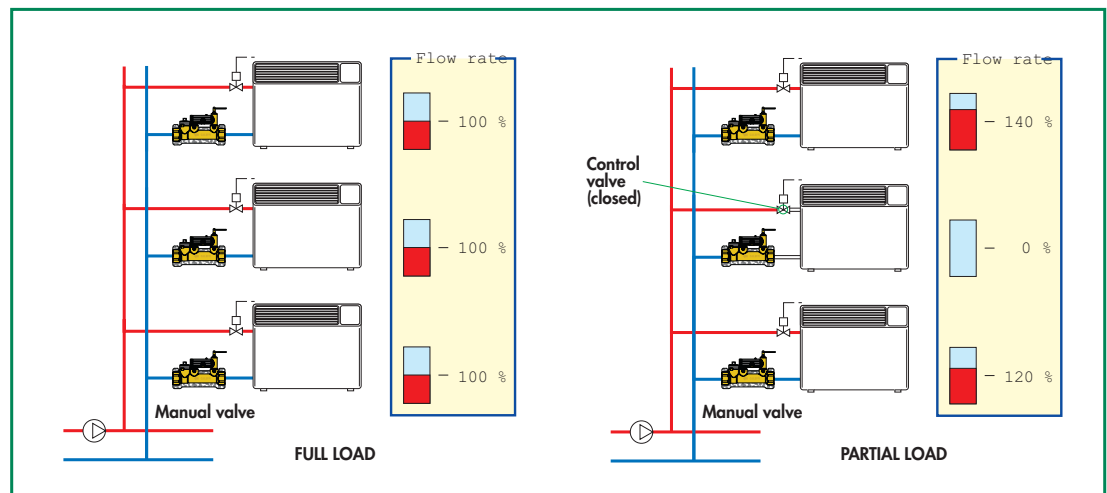 Flow rate
100 %
100 %
100 %
Manual valve
FULL LOAD
Flow rate
140 %
Control
valve
(closed)
0 %
120 %
Manual valve
PARTIAL LOAD